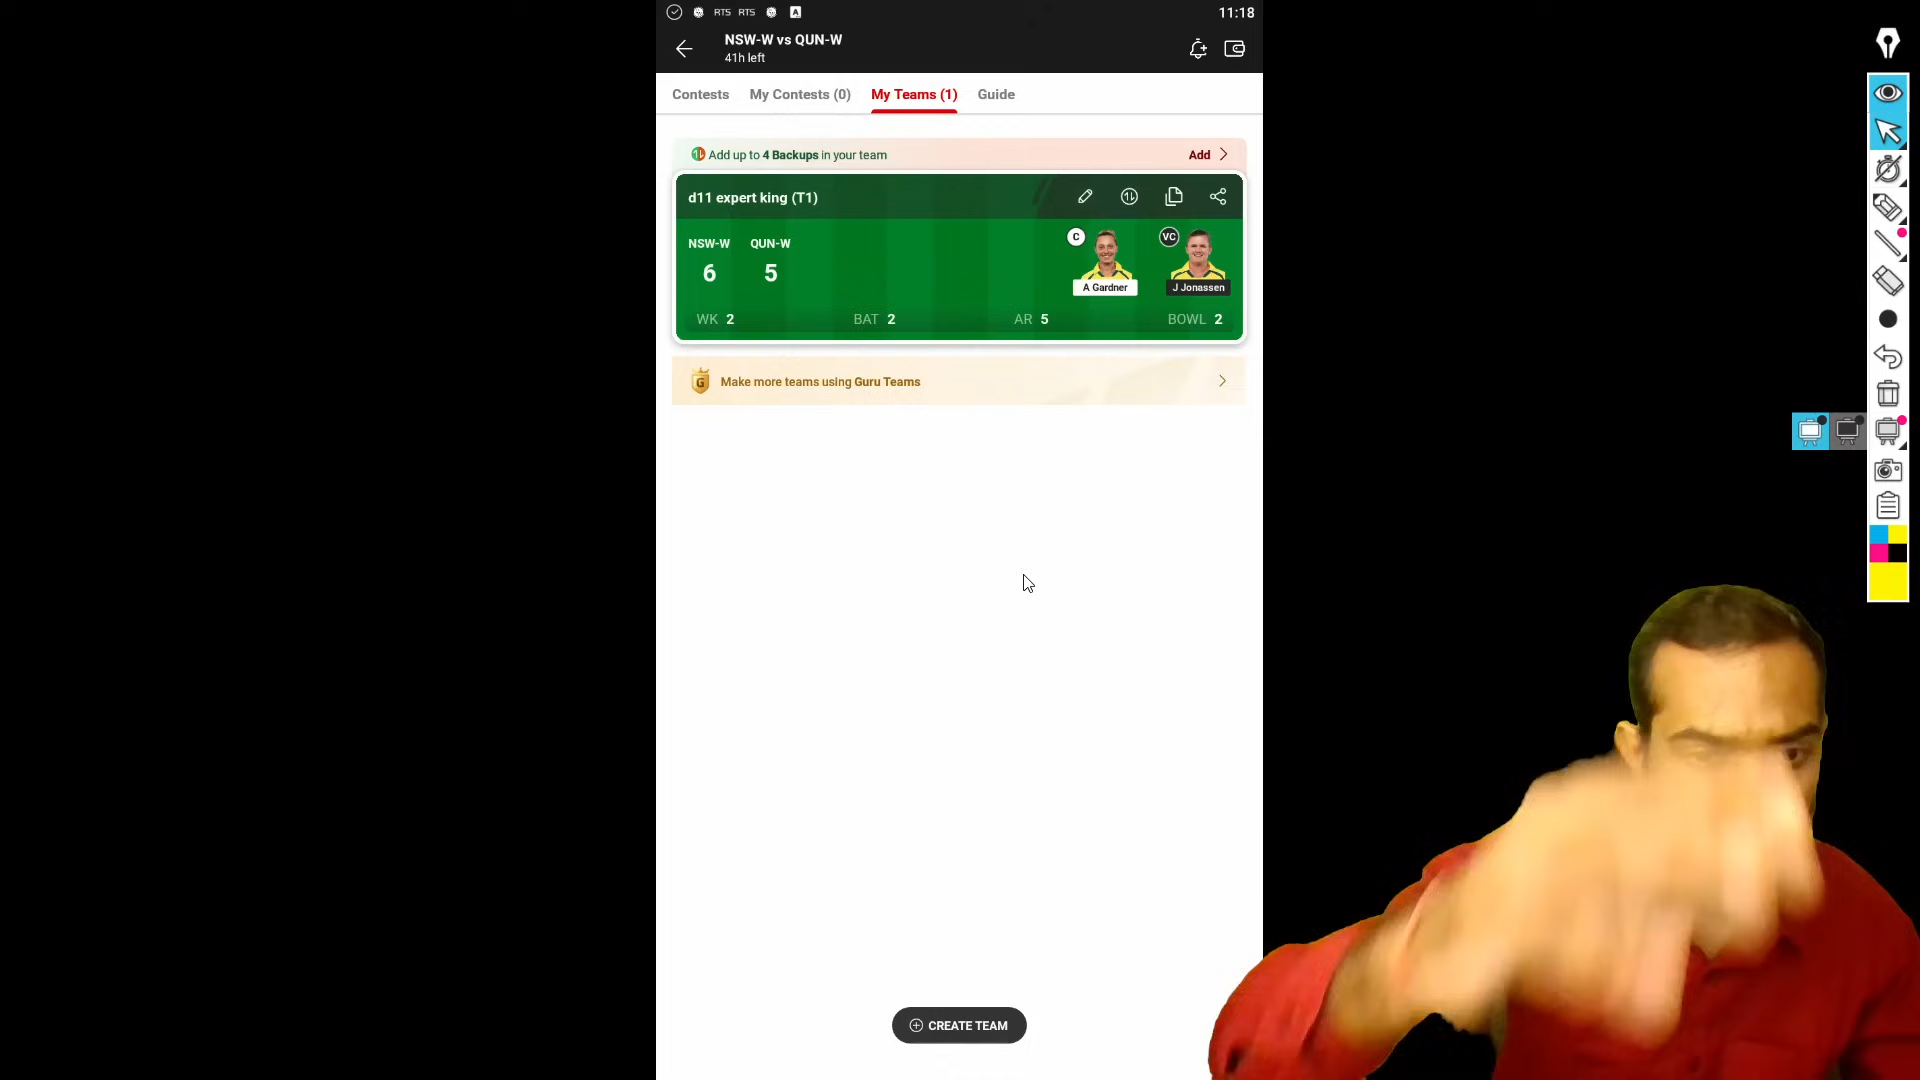 RTS RTS A 11:18
NSW-W vs QUN-W
41h left
Contests My Contests (0) My Teams (1) Guide
Add up to 4 Backups in your team Add
d11 expert king (T1)
NSW-W QUN-W C VC
6 5
A Gardner J Jonassen
WK 2 BAT 2 AR 5 BOWL 2
G Make more teams using Guru Teams
CREATE TEAM